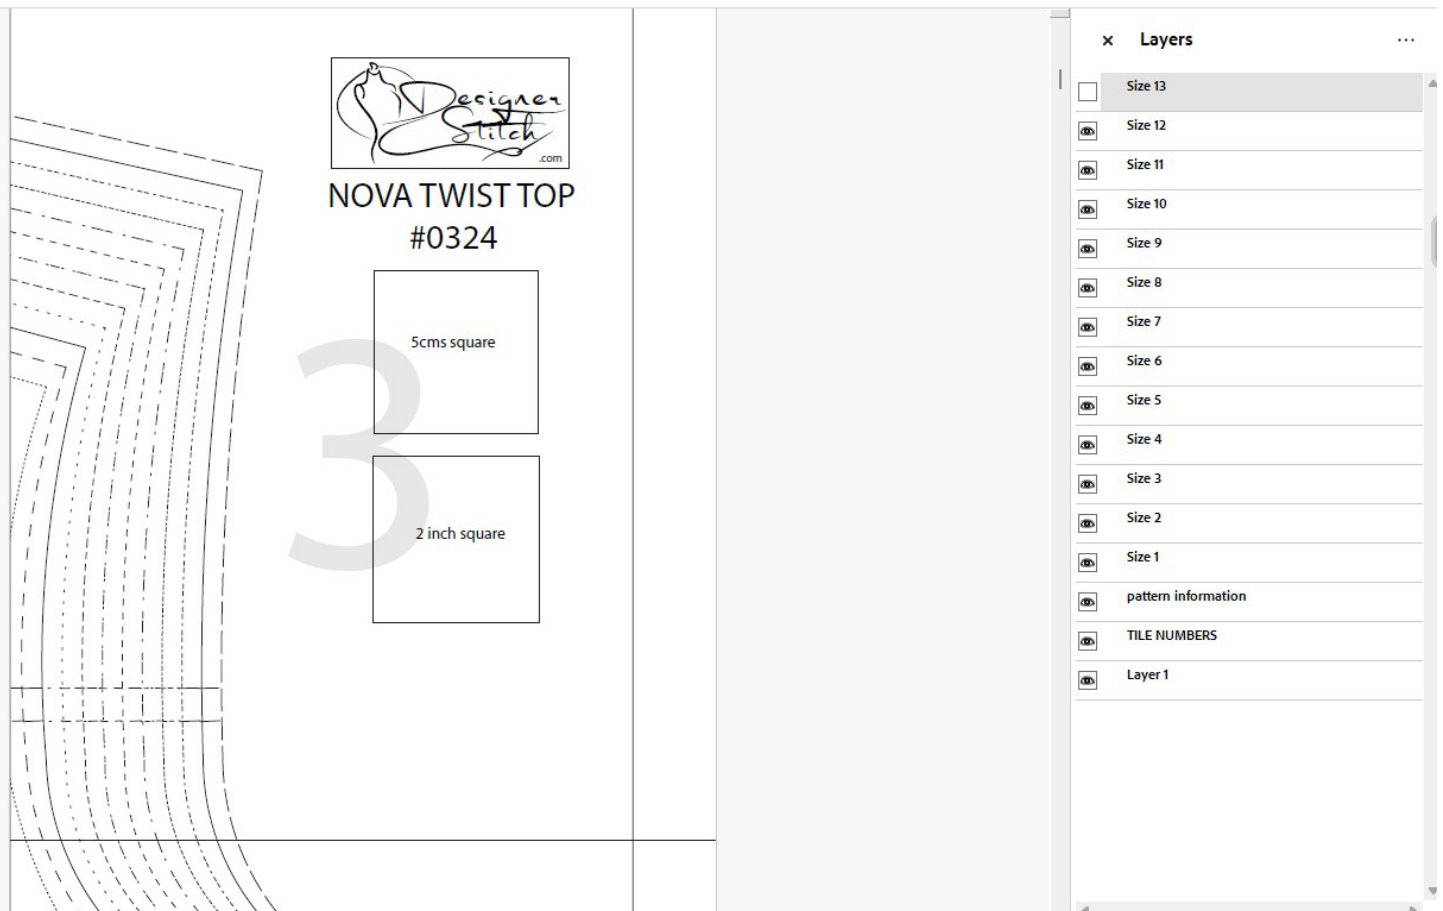 Designer
Stitch
.com
NOVA TWIST TOP
#0324
3
5cms square
2 inch square
× Layers ...
Size 13
Size 12
Size 11
Size 10
Size 9
Size 8
Size 7
Size 6
Size 5
Size 4
Size 3
Size 2
Size 1
pattern information
TILE NUMBERS
Layer 1